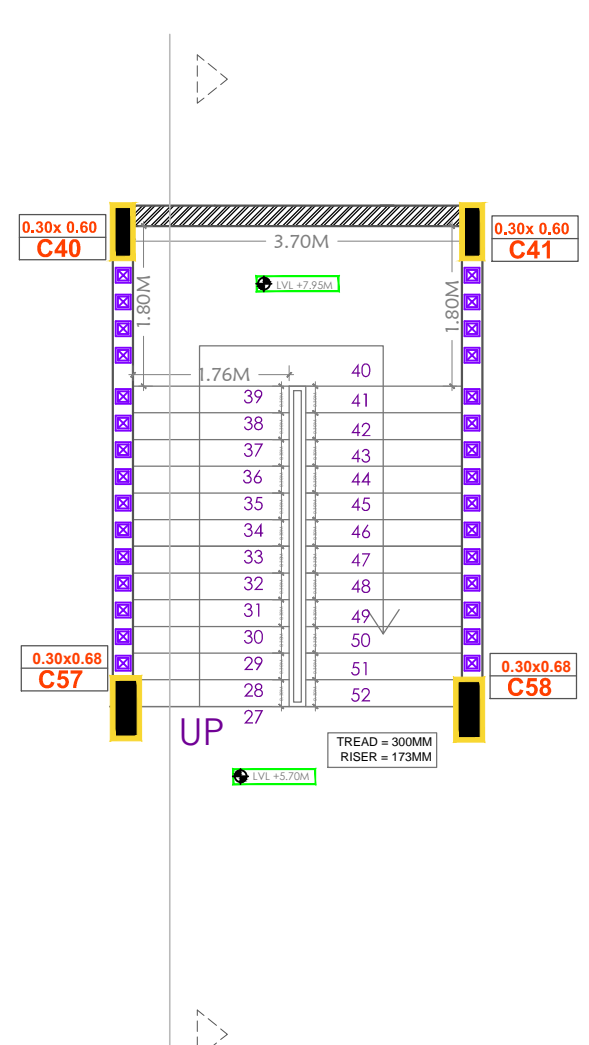 0.30x 0.60
C40
0.30x 0.60
C41
3.70M
LVL +7.95M
1.80M
1.80M
1.76M
40
39
41
38
42
37
43
36
44
35
45
34
46
33
47
32
48
31
49
30
50
29
51
28
52
27
0.30x0.68
C57
0.30x0.68
C58
UP
TREAD = 300MM
RISER = 173MM
LVL +5.70M